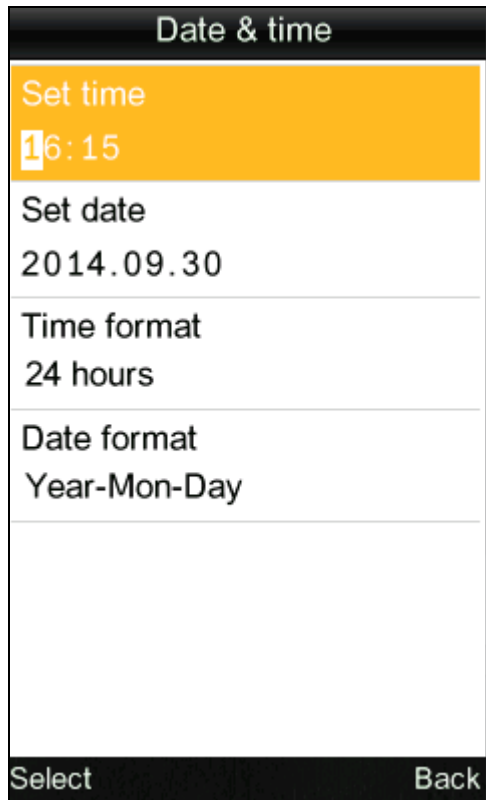 Date & time
Set time
16:15
Set date
2014.09.30
Time format
24 hours
Date format
Year-Mon-Day
Select Back